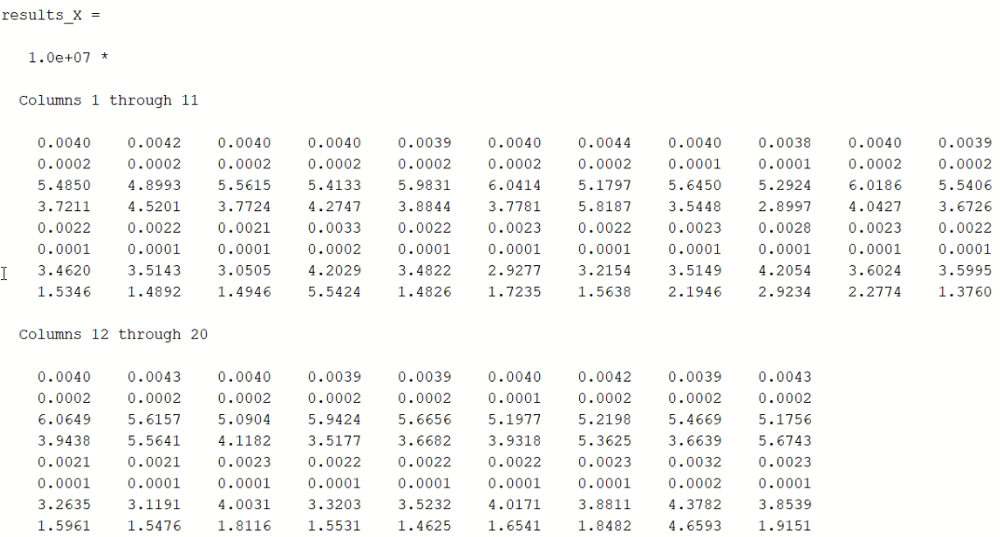 results_X =
1.0e+07 *
Columns 1 through 11
0.0040 0.0042 0.0040 0.0040 0.0039 0.0040 0.0044 0.0040 0.0038 0.0040 0.0039
0.0002 0.0002 0.0002 0.0002 0.0002 0.0002 0.0002 0.0001 0.0001 0.0002 0.0002
5.4850 4.8993 5.5615 5.4133 5.9831 6.0414 5.1797 5.6450 5.2924 6.0186 5.5406
3.7211 4.5201 3.7724 4.2747 3.8844 3.7781 5.8187 3.5448 2.8997 4.0427 3.6726
0.0022 0.0022 0.0021 0.0033 0.0022 0.0023 0.0022 0.0023 0.0028 0.0023 0.0022
0.0001 0.0001 0.0001 0.0002 0.0001 0.0001 0.0001 0.0001 0.0001 0.0001 0.0001
3.4620 3.5143 3.0505 4.2029 3.4822 2.9277 3.2154 3.5149 4.2054 3.6024 3.5995
1.5346 1.4892 1.4946 5.5424 1.4826 1.7235 1.5638 2.1946 2.9234 2.2774 1.3760
Columns 12 through 20
0.0040 0.0043 0.0040 0.0039 0.0039 0.0040 0.0042 0.0039 0.0043
0.0002 0.0002 0.0002 0.0002 0.0002 0.0001 0.0002 0.0002 0.0002
6.0649 5.6157 5.0904 5.9424 5.6656 5.1977 5.2198 5.4669 5.1756
3.9438 5.5641 4.1182 3.5177 3.6682 3.9318 5.3625 3.6639 5.6743
0.0021 0.0021 0.0023 0.0022 0.0022 0.0022 0.0023 0.0032 0.0023
0.0001 0.0001 0.0001 0.0001 0.0001 0.0001 0.0001 0.0002 0.0001
3.2635 3.1191 4.0031 3.3203 3.5232 4.0171 3.8811 4.3782 3.8539
1.5961 1.5476 1.8116 1.5531 1.4625 1.6541 1.8482 4.6593 1.9151